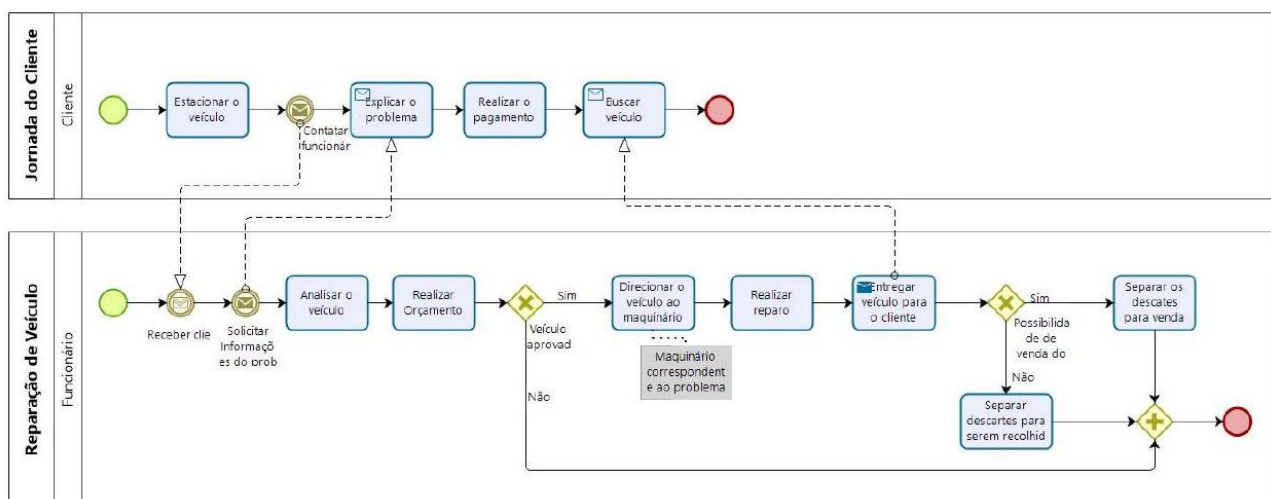 Jornada do Cliente
Cliente
Estacionar o
veículo
Contatar
funcionár
Explicar o
problema
Realizar o
pagamento
Buscar
veículo
Reparação de Veículo
Funcionário
Receber clie
Solicitar
Informaçõ
es do prob
Analisar o
veículo
Realizar
Orçamento
Veículo
aprovad
Sim
Não
Direcionar o
veículo ao
maquinário
Maquinário
correspondent
e ao problema
Realizar
reparo
Entregar
veículo para
o cliente
Possibilida
de de
venda do
Sim
Não
Separar os
descates
para venda
Separar
descartes para
serem recolhid